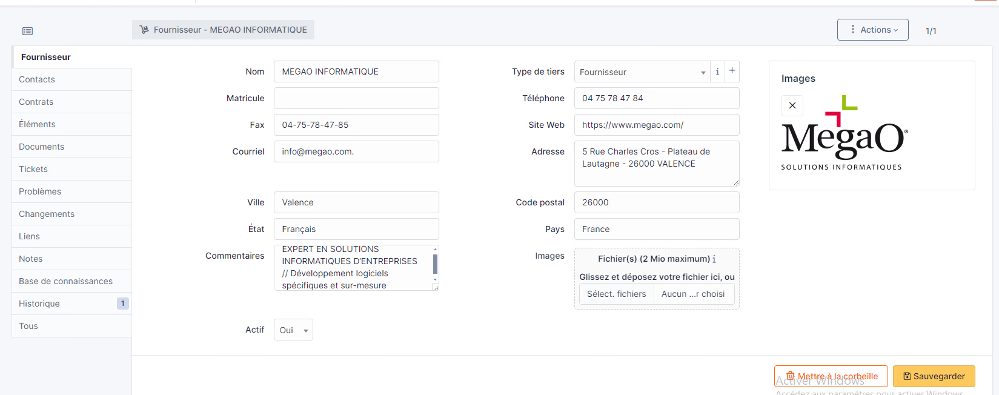 Fournisseur - MEGAO INFORMATIQUE
Actions
1/1
Fournisseur
Contacts
Contrats
Éléments
Documents
Tickets
Problèmes
Changements
Liens
Notes
Base de connaissances
Historique 1
Tous
Nom MEGAO INFORMATIQUE
Type de tiers Fournisseur i +
Matricule
Téléphone 04 75 78 47 84
Fax 04-75-78-47-85
Site Web https://www.megao.com/
Courriel info@megao.com.
Adresse 5 Rue Charles Cros - Plateau de
Lautagne - 26000 VALENCE
Ville Valence
Code postal 26000
État Français
Pays France
Commentaires EXPERT EN SOLUTIONS
INFORMATIQUES D'ENTREPRISES
// Développement logiciels
spécifiques et sur-mesure
Images
Fichier(s) (2 Mio maximum) i
Glissez et déposez votre fichier ici, ou
Sélect. fichiers Aucun ...r choisi
Actif Oui
Images
MegaO®
SOLUTIONS INFORMATIQUES
Mettre à la corbeille
Sauvegarder
Activer Windows
Accédez aux paramètres pour activer Windows.